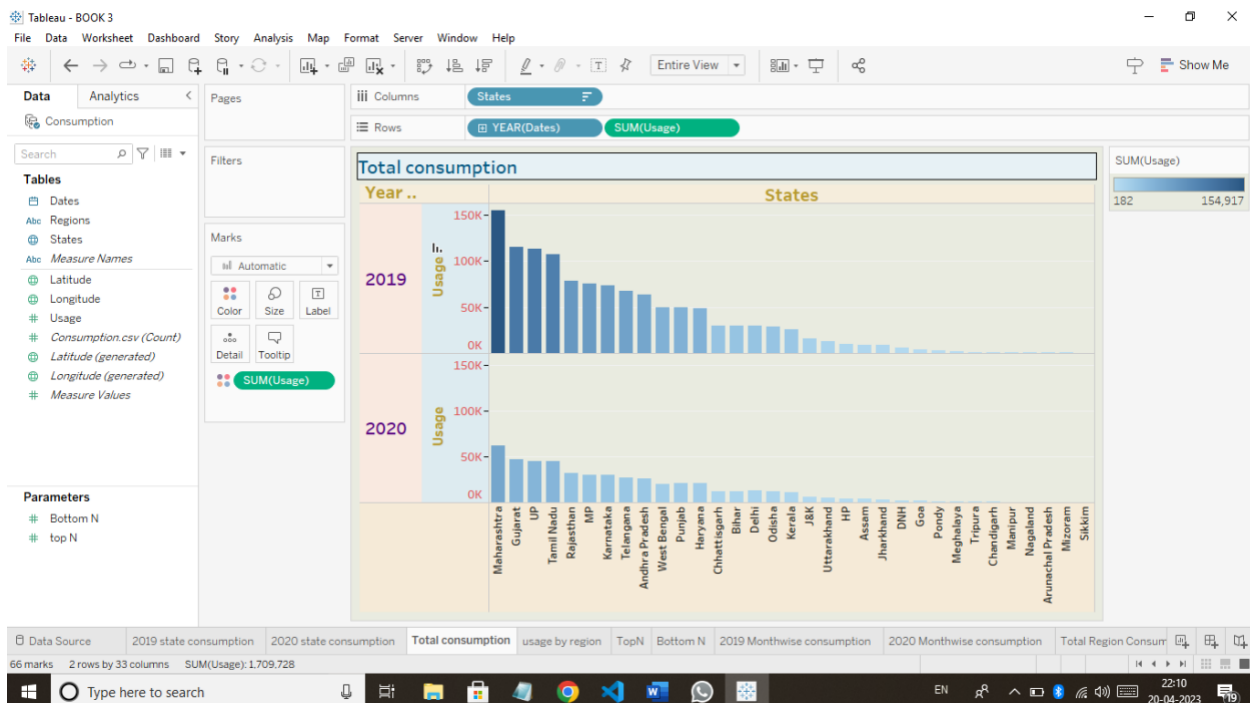 Tableau - BOOK 3
File Data Worksheet Dashboard Story Analysis Map Format Server Window Help
Entire View
Show Me
Data Analytics
Consumption
Search
Tables
Dates
Abc Regions
States
Abc Measure Names
Latitude
Longitude
# Usage
# Consumption.csv (Count)
Latitude (generated)
Longitude (generated)
# Measure Values
Parameters
# Bottom N
# top N
Pages
Filters
Marks
Automatic
Color Size Label
Detail Tooltip
SUM(Usage)
Columns States
Rows YEAR(Dates) SUM(Usage)
Total consumption
Year .. States
2019
Usage
150K
100K
50K
0K
2020
Usage
150K
100K
50K
0K
Maharashtra
Gujarat
UP
Tamil Nadu
Rajasthan
MP
Karnataka
Telangana
Andhra Pradesh
West Bengal
Punjab
Haryana
Chhattisgarh
Bihar
Delhi
Odisha
Kerala
J&K
Uttarakhand
HP
Assam
Jharkhand
DNH
Goa
Pondy
Meghalaya
Tripura
Chandigarh
Manipur
Nagaland
Arunachal Pradesh
Mizoram
Sikkim
SUM(Usage)
182 154,917
Data Source 2019 state consumption 2020 state consumption Total consumption usage by region TopN Bottom N 2019 Monthwise consumption 2020 Monthwise consumption Total Region Consum
66 marks 2 rows by 33 columns SUM(Usage): 1,709,728
Type here to search
EN
22:10
20-04-2023
19